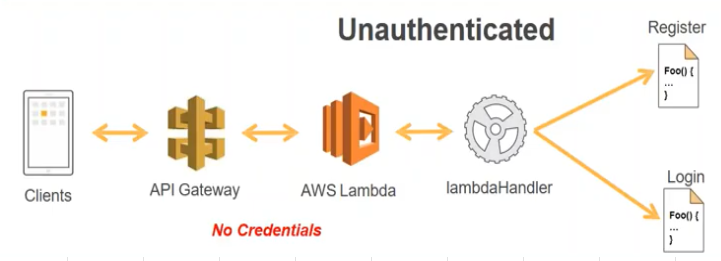 Unauthenticated
Register
Foo() {
...
}
Clients
API Gateway
AWS Lambda
lambdaHandler
Login
Foo() {
...
}
No Credentials